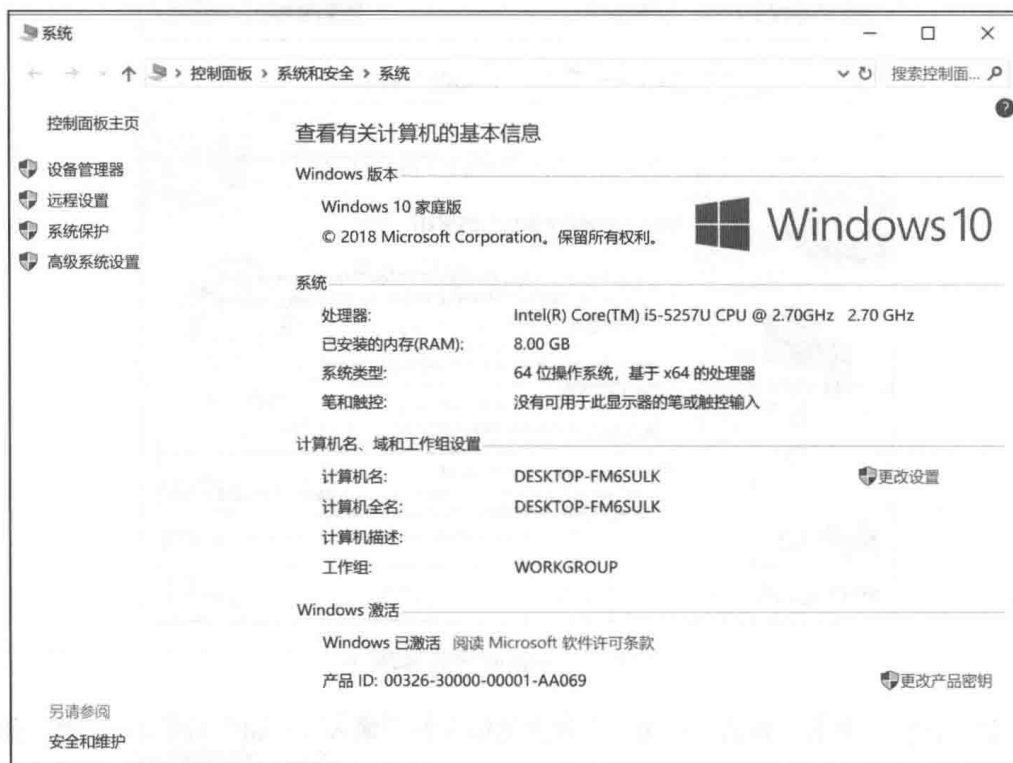 系统
控制面板 > 系统和安全 > 系统
搜索控制面...
控制面板主页
设备管理器
远程设置
系统保护
高级系统设置
查看有关计算机的基本信息
Windows 版本
Windows 10 家庭版
© 2018 Microsoft Corporation。保留所有权利。
Windows 10
系统
处理器: Intel(R) Core(TM) i5-5257U CPU @ 2.70GHz 2.70 GHz
已安装的内存(RAM): 8.00 GB
系统类型: 64 位操作系统，基于 x64 的处理器
笔和触控: 没有可用于此显示器的笔或触控输入
计算机名、域和工作组设置
计算机名: DESKTOP-FM6SULK 更改设置
计算机全名: DESKTOP-FM6SULK
计算机描述:
工作组: WORKGROUP
Windows 激活
Windows 已激活 阅读 Microsoft 软件许可条款
产品 ID: 00326-30000-00001-AA069 更改产品密钥
另请参阅
安全和维护